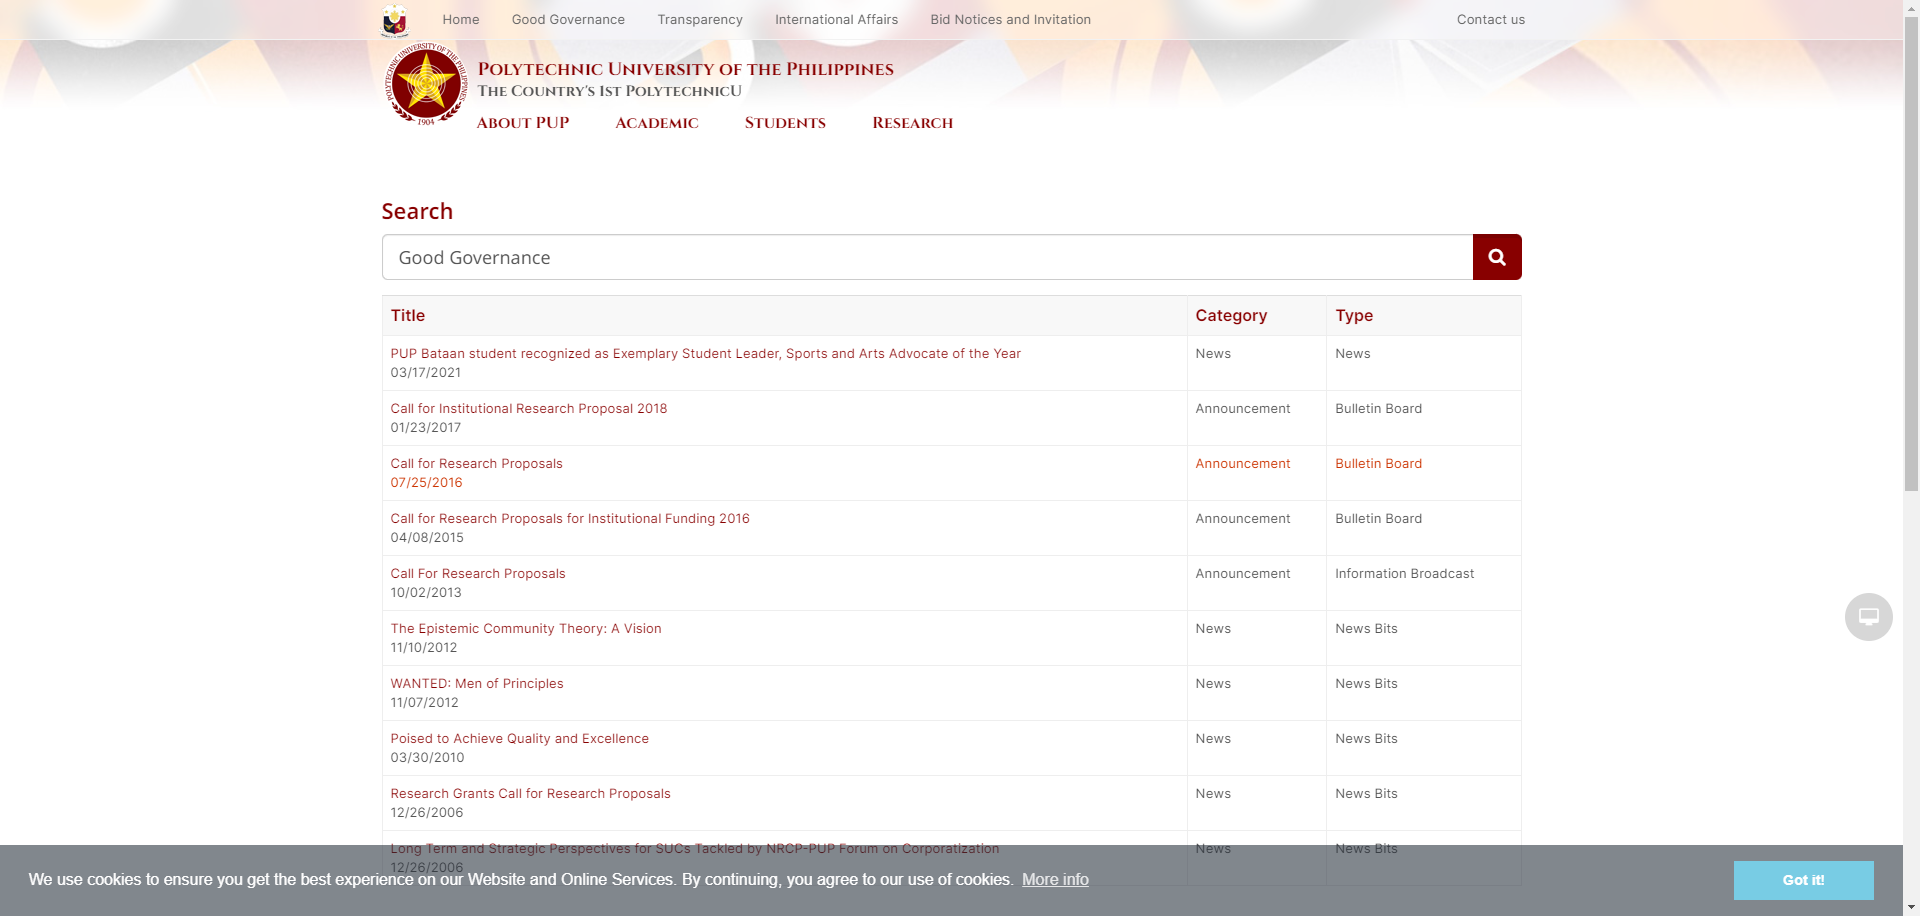 Home Good Governance Transparency International Affairs Bid Notices and Invitation Contact us
POLYTECHNIC UNIVERSITY OF THE PHILIPPINES
1904
POLYTECHNIC UNIVERSITY OF THE PHILIPPINES
THE COUNTRY'S 1ST POLYTECHNICU
ABOUT PUP ACADEMIC STUDENTS RESEARCH
Search
Good Governance
Title Category Type
PUP Bataan student recognized as Exemplary Student Leader, Sports and Arts Advocate of the Year News News
03/17/2021
Call for Institutional Research Proposal 2018 Announcement Bulletin Board
01/23/2017
Call for Research Proposals Announcement Bulletin Board
07/25/2016
Call for Research Proposals for Institutional Funding 2016 Announcement Bulletin Board
04/08/2015
Call For Research Proposals Announcement Information Broadcast
10/02/2013
The Epistemic Community Theory: A Vision News News Bits
11/10/2012
WANTED: Men of Principles News News Bits
11/07/2012
Poised to Achieve Quality and Excellence News News Bits
03/30/2010
Research Grants Call for Research Proposals News News Bits
12/26/2006
Long Term and Strategic Perspectives for SUCs Tackled by NRCP-PUP Forum on Corporatization News News Bits
12/26/2006
We use cookies to ensure you get the best experience on our Website and Online Services. By continuing, you agree to our use of cookies. More info Got it!